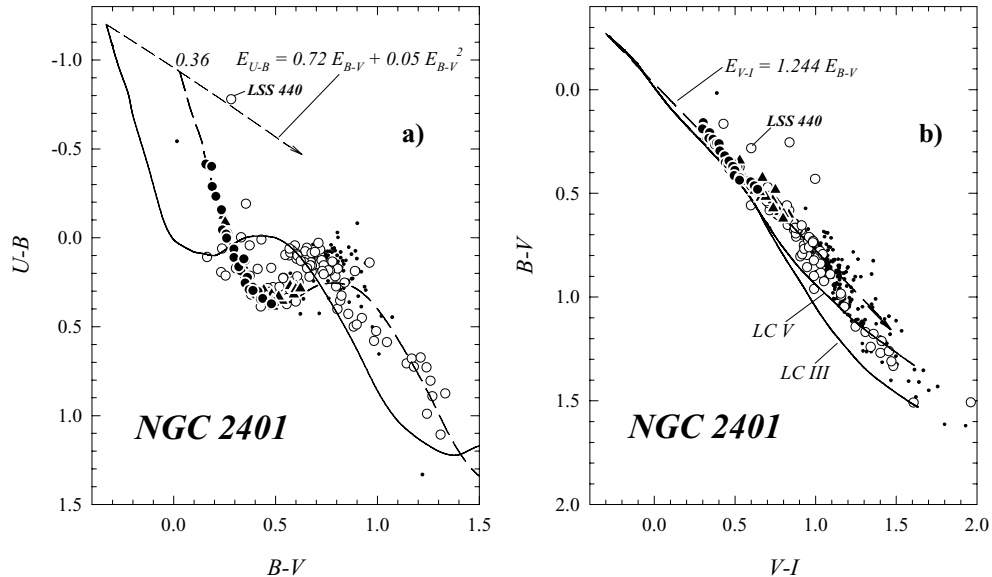 -1.0
-0.5
0.0
0.5
1.0
1.5
U-B
0.0
0.5
1.0
1.5
B-V
0.36
E_{U-B} = 0.72 E_{B-V} + 0.05 E_{B-V}^2
LSS 440
a)
NGC 2401
0.0
0.5
1.0
1.5
2.0
B-V
0.0
0.5
1.0
1.5
2.0
V-I
E_{V-I} = 1.244 E_{B-V}
LSS 440
b)
LC V
LC III
NGC 2401